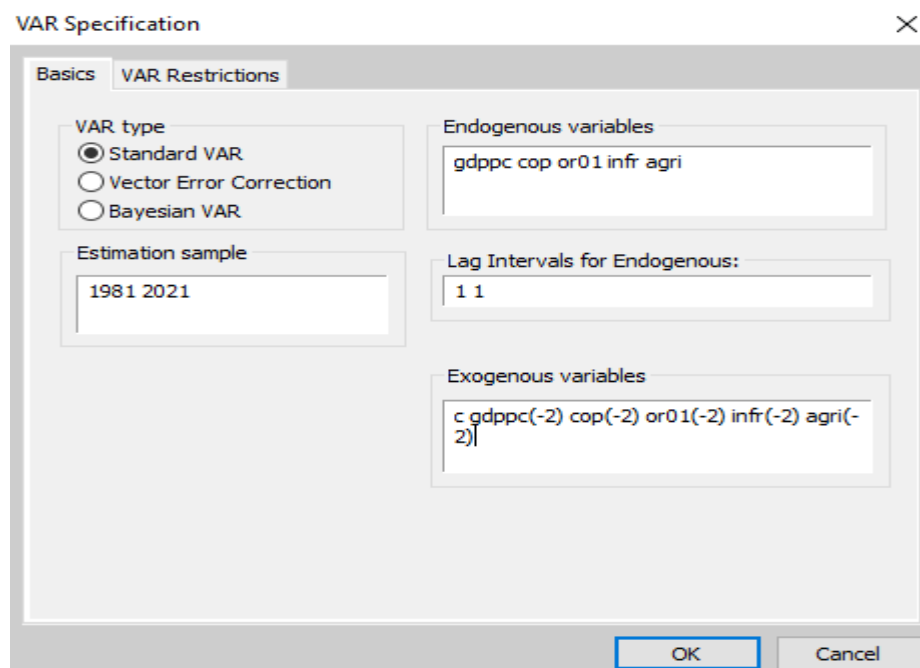 VAR Specification
Basics
VAR Restrictions
VAR type
Standard VAR
Vector Error Correction
Bayesian VAR
Endogenous variables
gdppc cop or01 infr agri
Estimation sample
1981 2021
Lag Intervals for Endogenous:
1 1
Exogenous variables
c gdppc(-2) cop(-2) or01(-2) infr(-2) agri(-
2)
OK
Cancel